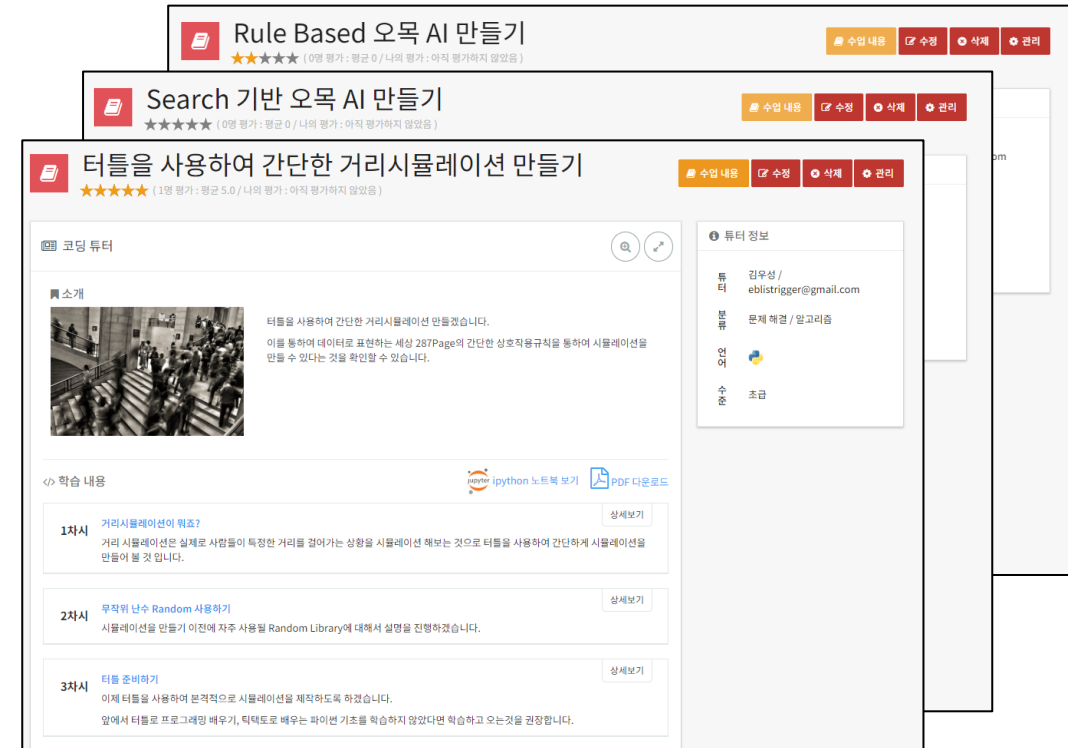 Rule Based 오목 AI 만들기
( 0명 평가 : 평균 0 / 나의 평가 : 아직 평가하지 않았음 )
수업 내용 수정 삭제 관리
Search 기반 오목 AI 만들기
( 0명 평가 : 평균 0 / 나의 평가 : 아직 평가하지 않았음 )
수업 내용 수정 삭제 관리
om
터틀을 사용하여 간단한 거리시뮬레이션 만들기
( 1명 평가 : 평균 5.0 / 나의 평가 : 아직 평가하지 않았음 )
수업 내용 수정 삭제 관리
코딩 튜터
소개
터틀을 사용하여 간단한 거리시뮬레이션 만들겠습니다.
이를 통하여 데이터로 표현하는 세상 287Page의 간단한 상호작용규칙을 통하여 시뮬레이션을
만들 수 있다는 것을 확인할 수 있습니다.
튜터 정보
튜터 김우성 /
eblistrigger@gmail.com
분류 문제 해결 / 알고리즘
언어
수준 초급
</> 학습 내용
jupyter ipython 노트북 보기 PDF 다운로드
1차시 거리시뮬레이션이 뭐죠? 상세보기
거리 시뮬레이션은 실제로 사람들이 특정한 거리를 걸어가는 상황을 시뮬레이션 해보는 것으로 터틀을 사용하여 간단하게 시뮬레이션을
만들어 볼 것 입니다.
2차시 무작위 난수 Random 사용하기 상세보기
시뮬레이션을 만들기 이전에 자주 사용될 Random Library에 대해서 설명을 진행하겠습니다.
3차시 터틀 준비하기 상세보기
이제 터틀을 사용하여 본격적으로 시뮬레이션을 제작하도록 하겠습니다.
앞에서 터틀로 프로그래밍 배우기, 틱택토로 배우는 파이썬 기초를 학습하지 않았다면 학습하고 오는것을 권장합니다.